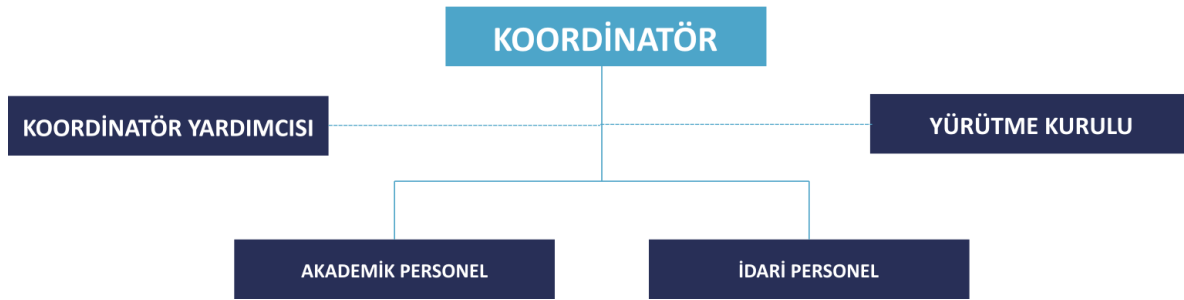 KOORDİNATÖR
KOORDİNATÖR YARDIMCISI
YÜRÜTME KURULU
AKADEMİK PERSONEL
İDARİ PERSONEL